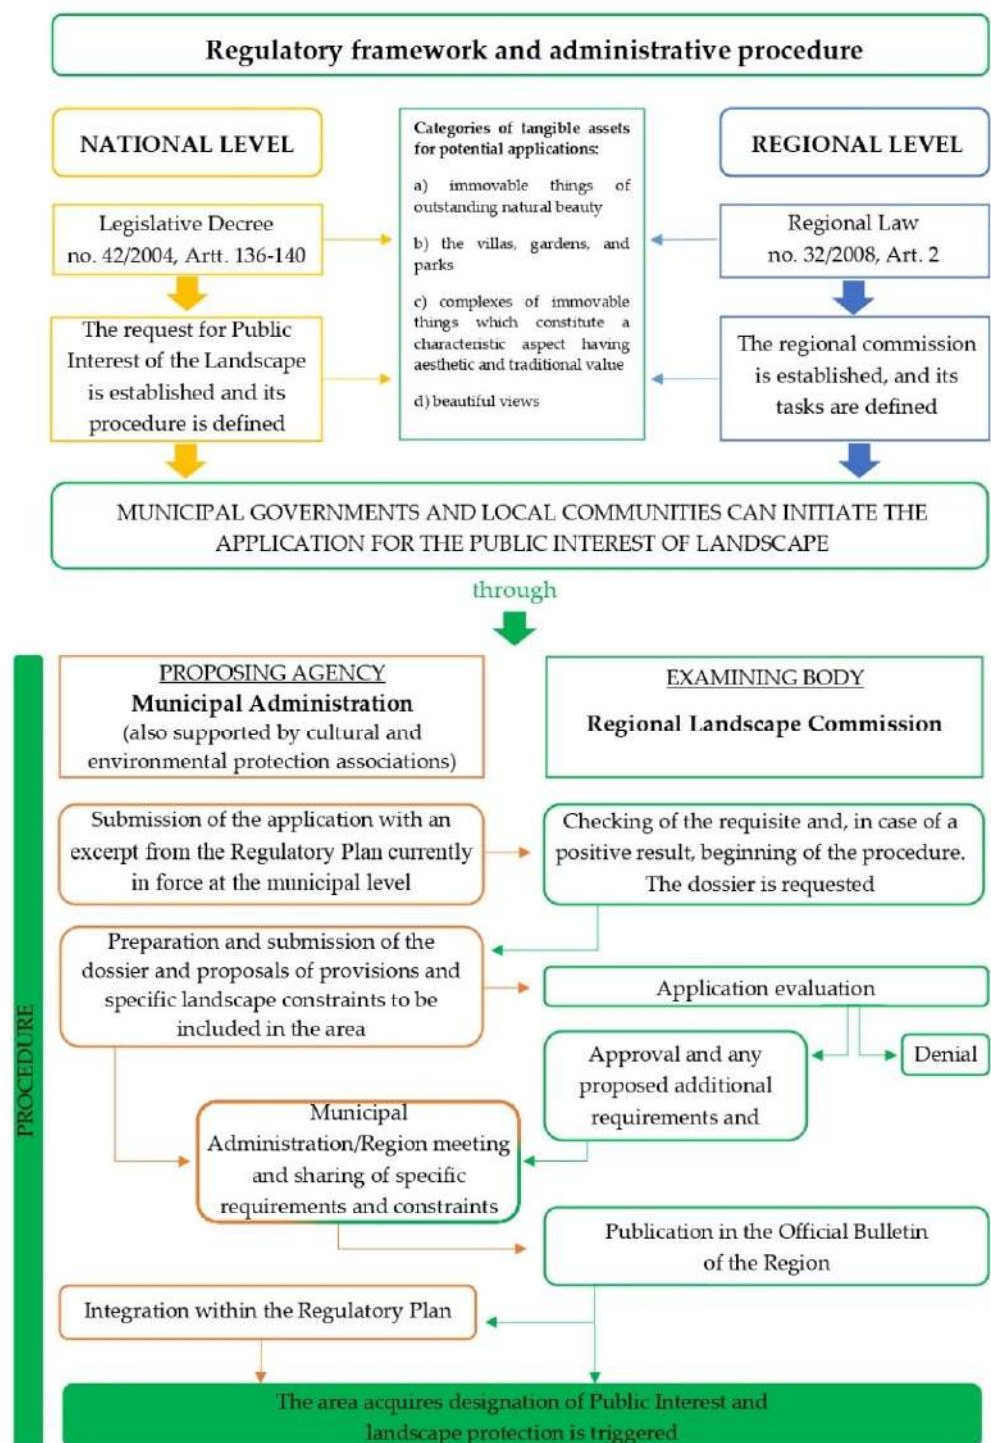 Regulatory framework and administrative procedure
NATIONAL LEVEL
Legislative Decree
no. 42/2004, Artt. 136-140
The request for Public
Interest of the Landscape
is established and its
procedure is defined
Categories of tangible assets
for potential applications:
a) immovable things of
outstanding natural beauty
b) the villas, gardens, and
parks
c) complexes of immovable
things which constitute a
characteristic aspect having
aesthetic and traditional value
d) beautiful views
REGIONAL LEVEL
Regional Law
no. 32/2008, Art. 2
The regional commission
is established, and its
tasks are defined
MUNICIPAL GOVERNMENTS AND LOCAL COMMUNITIES CAN INITIATE THE
APPLICATION FOR THE PUBLIC INTEREST OF LANDSCAPE
through
PROCEDURE
PROPOSING AGENCY
Municipal Administration
(also supported by cultural and
environmental protection associations)
EXAMINING BODY
Regional Landscape Commission
Submission of the application with an
excerpt from the Regulatory Plan currently
in force at the municipal level
Checking of the requisite and, in case of a
positive result, beginning of the procedure.
The dossier is requested
Preparation and submission of the
dossier and proposals of provisions and
specific landscape constraints to be
included in the area
Application evaluation
Approval and any
proposed additional
requirements and
Denial
Municipal
Administration/Region meeting
and sharing of specific
requirements and constraints
Publication in the Official Bulletin
of the Region
Integration within the Regulatory Plan
The area acquires designation of Public Interest and
landscape protection is triggered